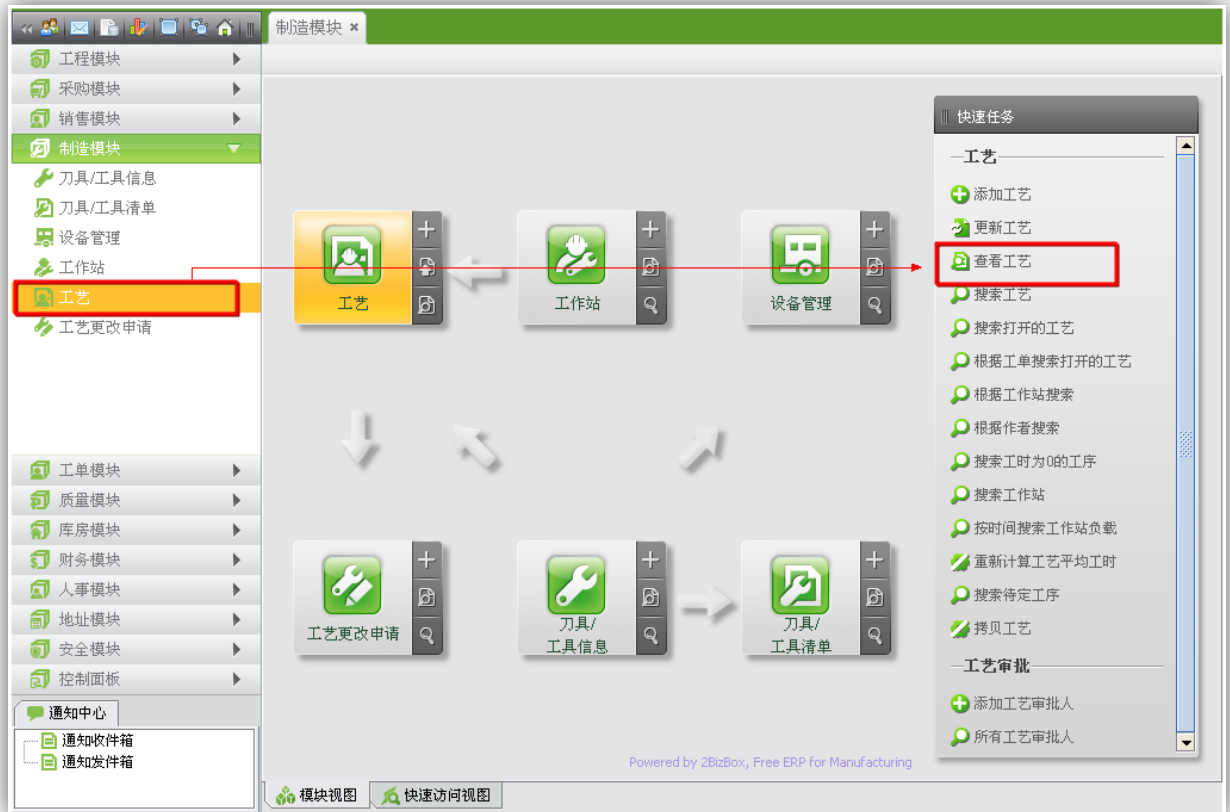 制造模块
工程模块
采购模块
销售模块
制造模块
刀具/工具信息
刀具/工具清单
设备管理
工作站
工艺
工艺更改申请
工单模块
质量模块
库房模块
财务模块
人事模块
地址模块
安全模块
控制面板
通知中心
通知收件箱
通知发件箱
工艺
工作站
设备管理
工艺更改申请
刀具/
工具信息
刀具/
工具清单
Powered by 2BizBox, Free ERP for Manufacturing
模块视图
快速访问视图
快速任务
工艺
添加工艺
更新工艺
查看工艺
搜索工艺
搜索打开的工艺
根据工单搜索打开的工艺
根据工作站搜索
根据作者搜索
搜索工时为0的工序
搜索工作站
按时间搜索工作站负载
重新计算工艺平均工时
搜索待定工序
拷贝工艺
工艺审批
添加工艺审批人
所有工艺审批人